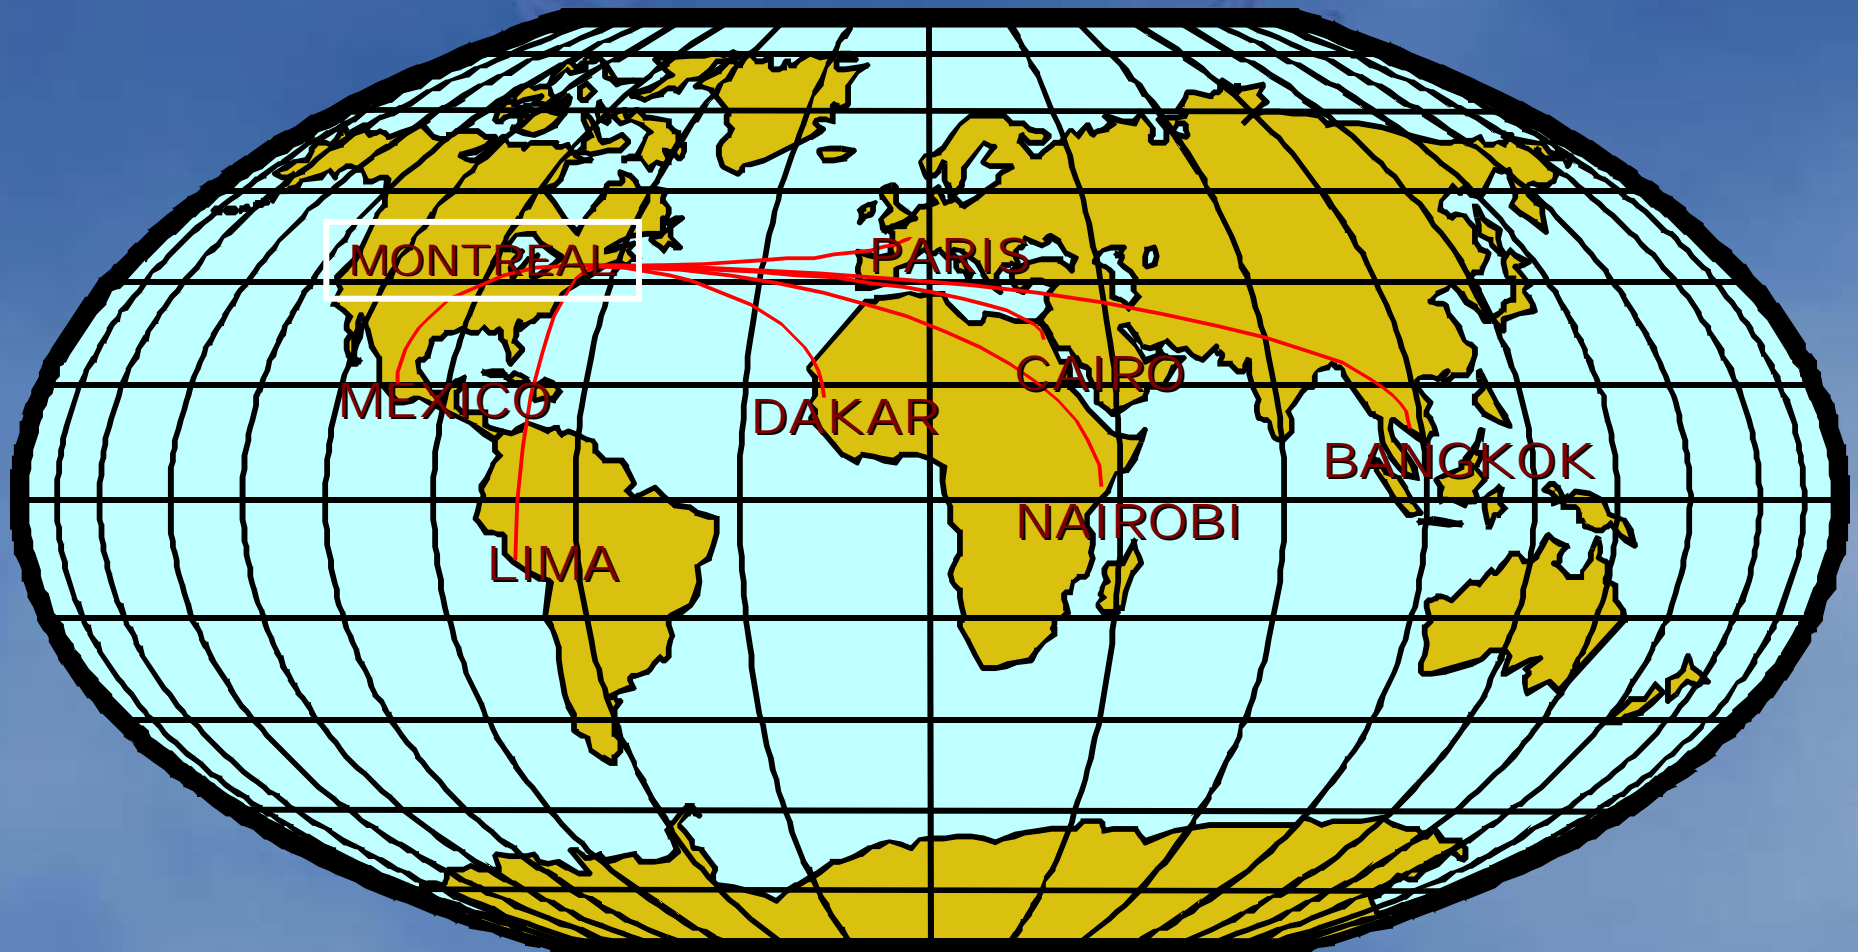 MONTREAL
PARIS
CAIRO
MEXICO
DAKAR
BANGKOK
NAIROBI
LIMA